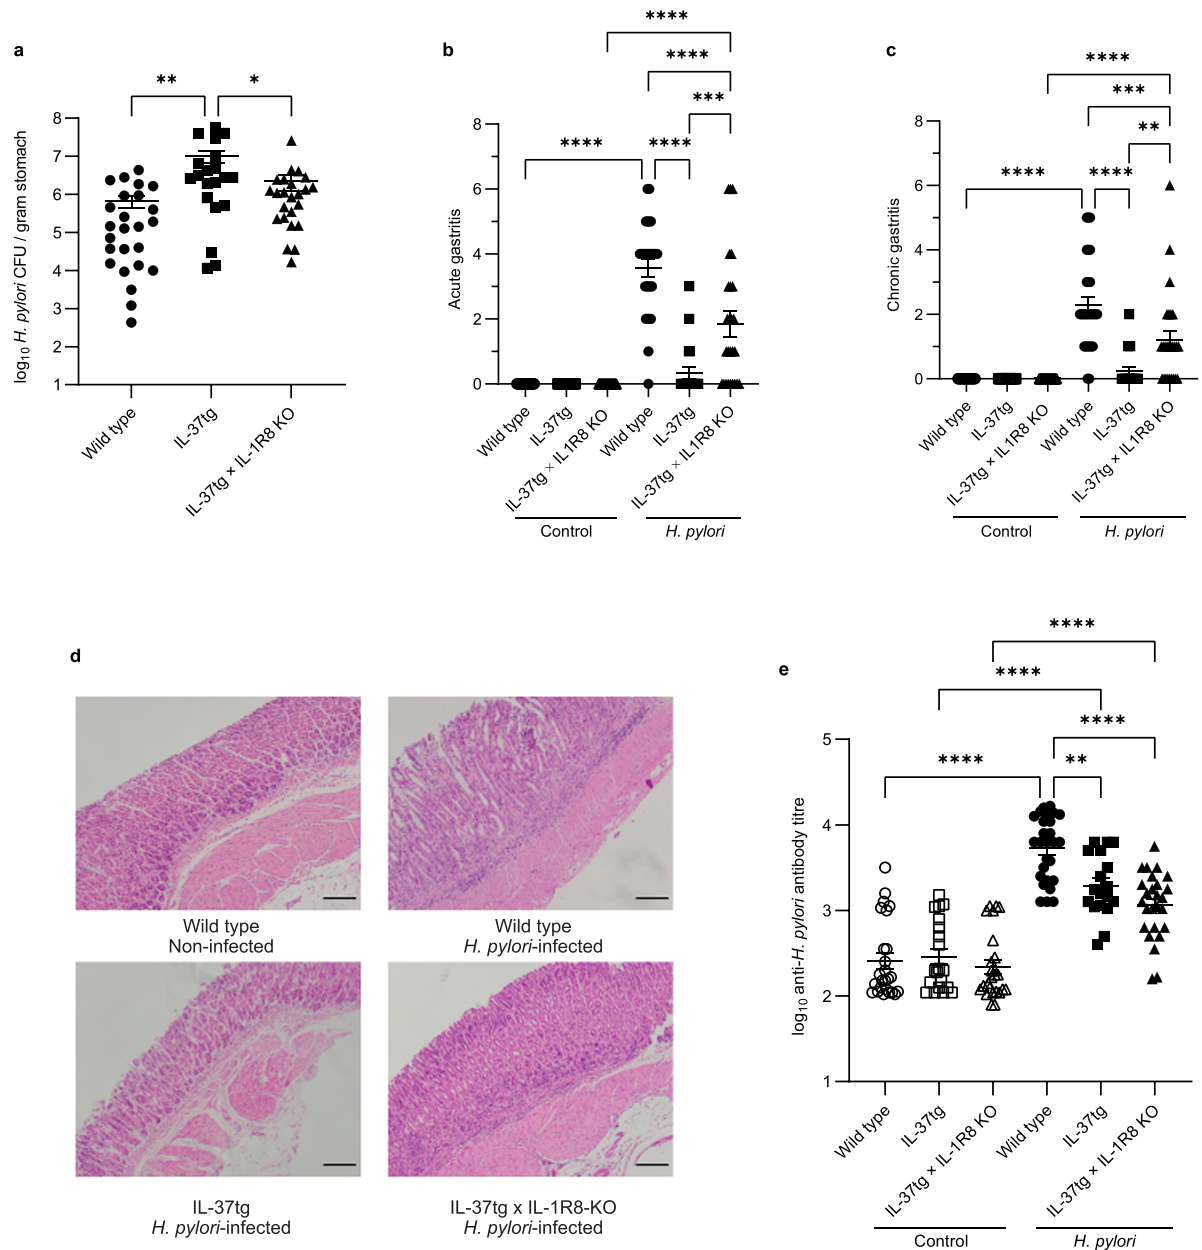 a
** *
log10 H. pylori CFU / gram stomach
8
7
6
5
4
3
2
1
Wild type
IL-37tg
IL-37tg × IL-1R8 KO
b
****
****
***
**** ****
Acute gastritis
8
6
4
2
0
Wild type
IL-37tg
IL-37tg × IL1R8 KO
Wild type
IL-37tg
IL-37tg × IL1R8 KO
Control H. pylori
c
****
***
**
**** ****
Chronic gastritis
8
6
4
2
0
Wild type
IL-37tg
IL-37tg × IL1R8 KO
Wild type
IL-37tg
IL-37tg × IL1R8 KO
Control H. pylori
d
Wild type
Non-infected
Wild type
H. pylori-infected
IL-37tg
H. pylori-infected
IL-37tg x IL-1R8-KO
H. pylori-infected
e
****
****
****
**** **
log10 anti-H. pylori antibody titre
5
4
3
2
1
Wild type
IL-37tg
IL-37tg × IL-1R8 KO
Wild type
IL-37tg
IL-37tg × IL-1R8 KO
Control H. pylori